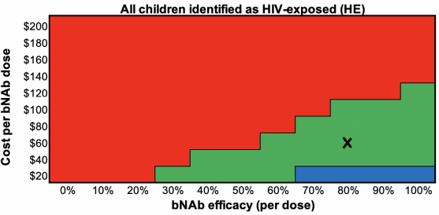 All children identified as HIV-exposed (HE)
Cost per bNAb dose
$200
$180
$160
$140
$120
$100
$80
$60
$40
$20
X
0% 10% 20% 30% 40% 50% 60% 70% 80% 90% 100%
bNAb efficacy (per dose)